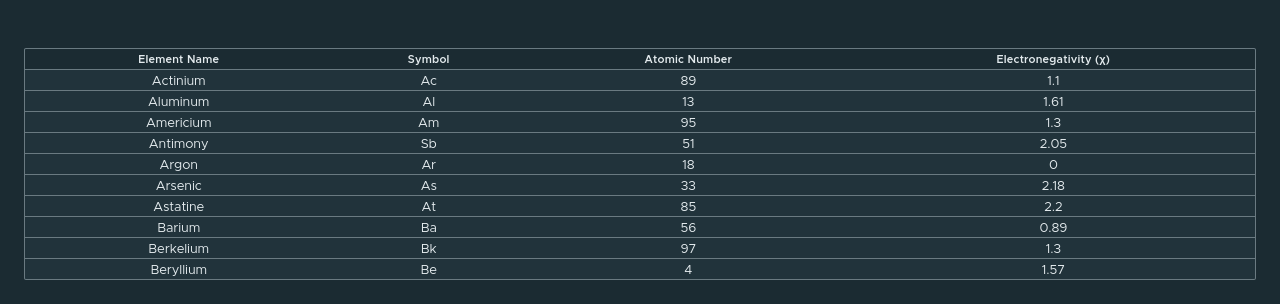 Element Name Symbol Atomic Number Electronegativity (χ)
Actinium Ac 89 1.1
Aluminum Al 13 1.61
Americium Am 95 1.3
Antimony Sb 51 2.05
Argon Ar 18 0
Arsenic As 33 2.18
Astatine At 85 2.2
Barium Ba 56 0.89
Berkelium Bk 97 1.3
Beryllium Be 4 1.57